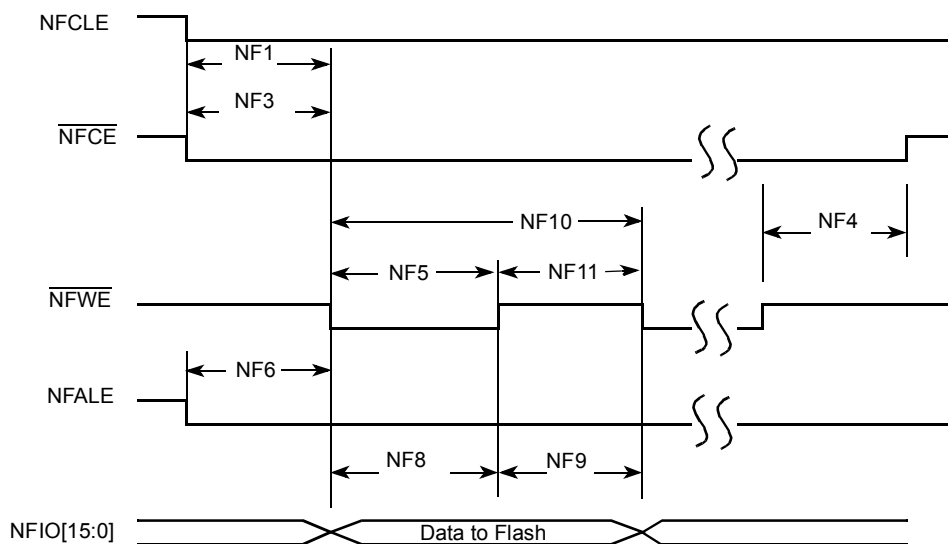 NFCLE
NF1
NF3
NFCE
NF10
NF4
NF5
NF11
NFWE
NF6
NFALE
NF8
NF9
NFIO[15:0]
Data to Flash